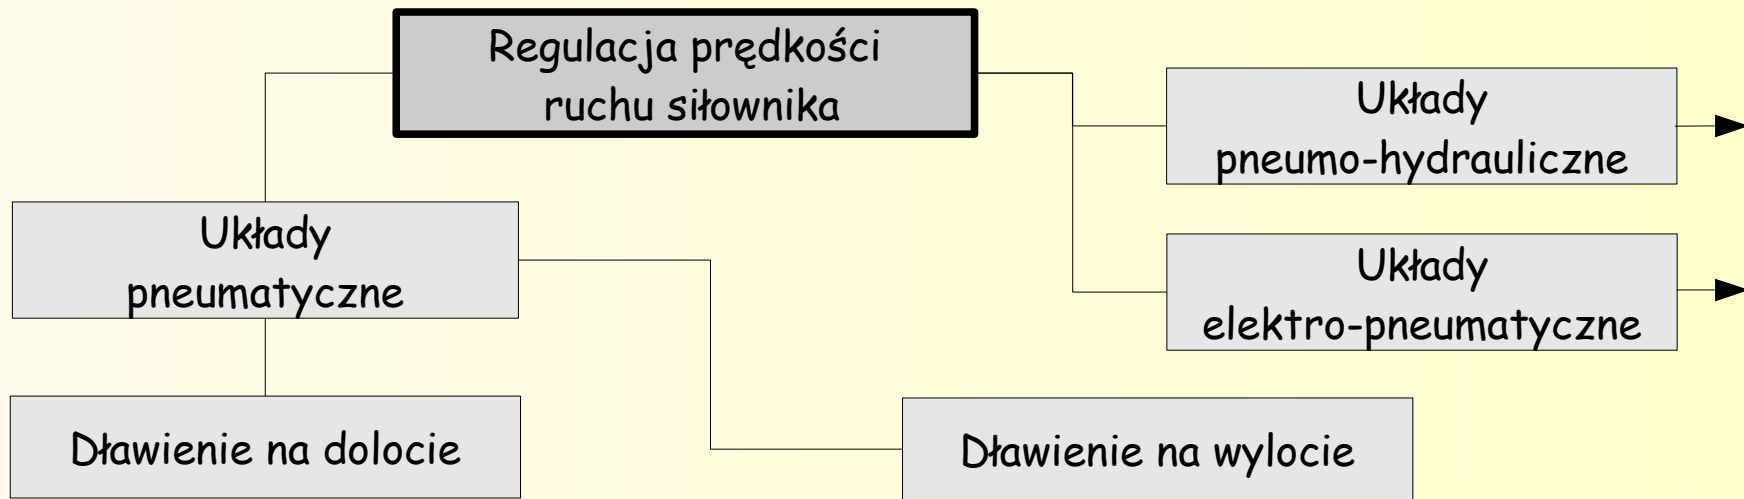 Regulacja prędkości
ruchu siłownika
Układy
pneumo-hydrauliczne
Układy
pneumatyczne
Układy
elektro-pneumatyczne
Dławienie na dolocie
Dławienie na wylocie